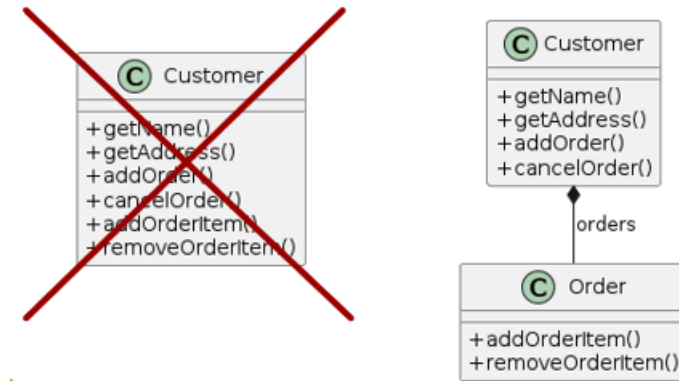 C Customer
+getName()
+getAddress()
+addOrder()
+cancelOrder()
+addOrderItem()
+removeOrderItem()
C Customer
+getName()
+getAddress()
+addOrder()
+cancelOrder()
orders
C Order
+addOrderItem()
+removeOrderItem()